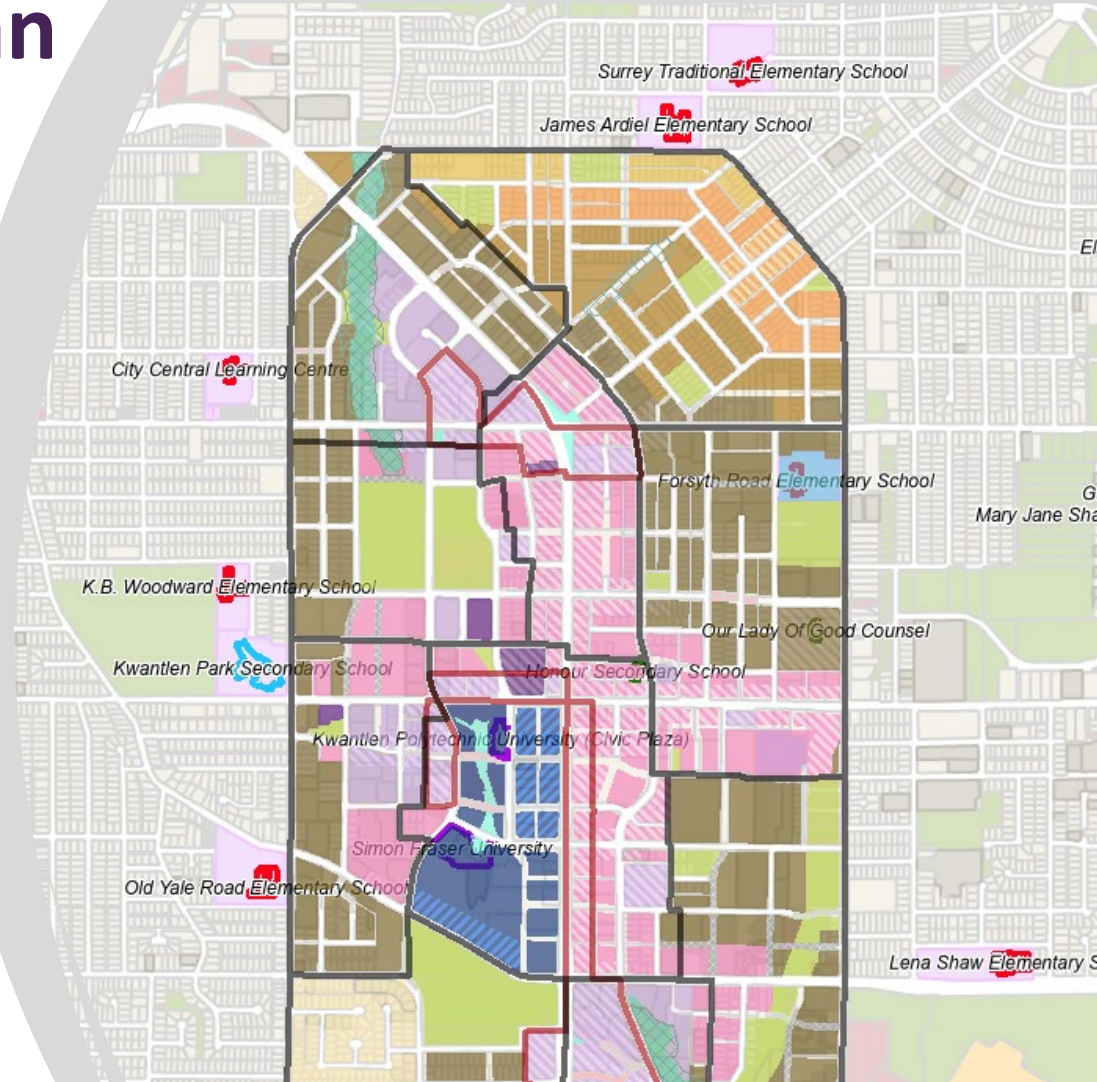 an
Surrey Traditional Elementary School
James Ardiel Elementary School
El
City Central Learning Centre
Forsyth Road Elementary School
G
Mary Jane Sha
K.B. Woodward Elementary School
Our Lady Of Good Counsel
Kwantlen Park Secondary School
Honour Secondary School
Kwantlen Polytechnic University (Civic Plaza)
Simon Fraser University
Old Yale Road Elementary School
Lena Shaw Elementary S